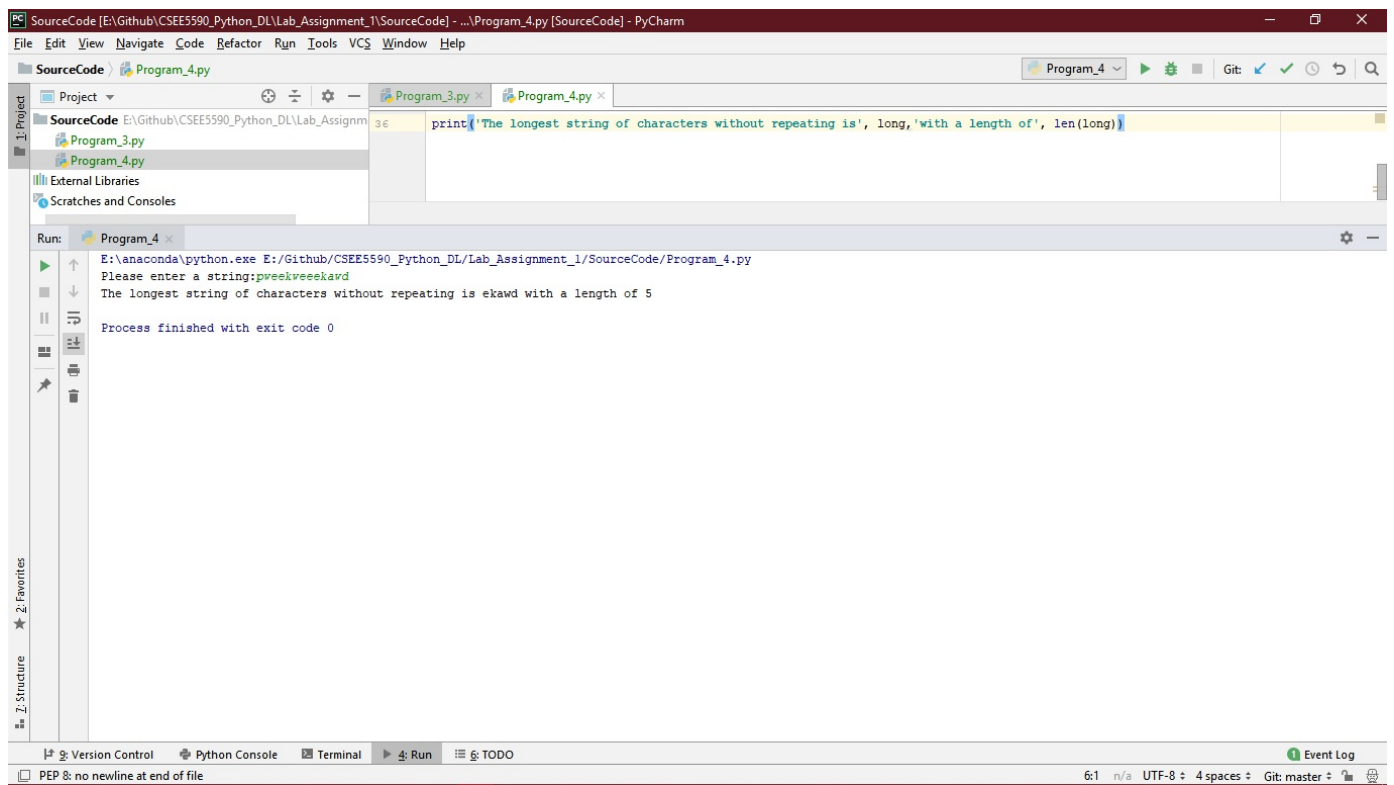 PC SourceCode [E:\Github\CSEE5590_Python_DL\Lab_Assignment_1\SourceCode] - ...\Program_4.py [SourceCode] - PyCharm
File Edit View Navigate Code Refactor Run Tools VCS Window Help
SourceCode Program_4.py Program_4 Git:
1: Project Project Program_3.py Program_4.py
SourceCode E:\Github\CSEE5590_Python_DL\Lab_Assignm
36 print('The longest string of characters without repeating is', long,'with a length of', len(long))
Program_3.py
Program_4.py
External Libraries
Scratches and Consoles
Run: Program_4
E:\anaconda\python.exe E:/Github/CSEE5590_Python_DL/Lab_Assignment_1/SourceCode/Program_4.py
Please enter a string:pweekweeekawd
The longest string of characters without repeating is ekawd with a length of 5
Process finished with exit code 0
2: Favorites
7: Structure
9: Version Control Python Console Terminal 4: Run 6: TODO 1 Event Log
PEP 8: no newline at end of file 6:1 n/a UTF-8 4 spaces Git: master